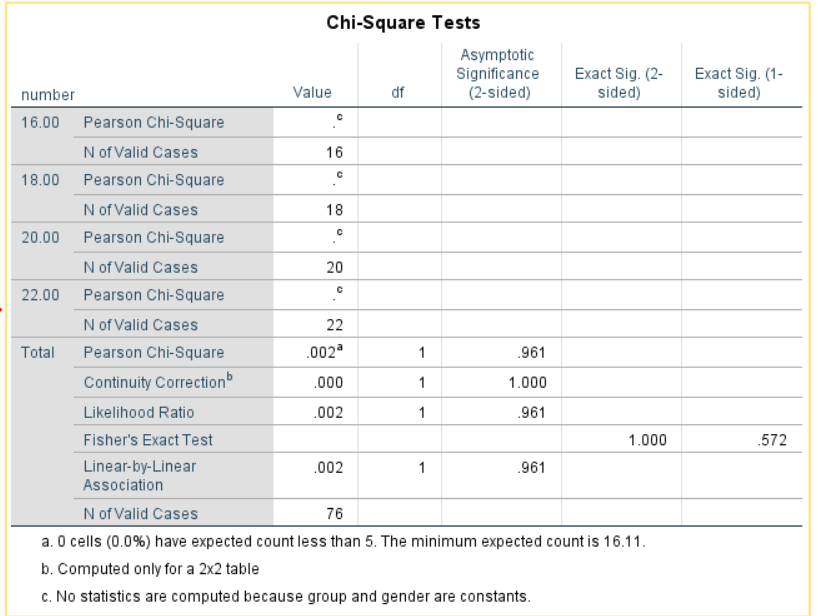 Chi-Square Tests
number Value df Asymptotic Significance (2-sided) Exact Sig. (2-sided) Exact Sig. (1-sided)
16.00 Pearson Chi-Square .c
N of Valid Cases 16
18.00 Pearson Chi-Square .c
N of Valid Cases 18
20.00 Pearson Chi-Square .c
N of Valid Cases 20
22.00 Pearson Chi-Square .c
N of Valid Cases 22
Total Pearson Chi-Square .002a 1 .961
Continuity Correctionb .000 1 1.000
Likelihood Ratio .002 1 .961
Fisher's Exact Test 1.000 .572
Linear-by-Linear Association .002 1 .961
N of Valid Cases 76
a. 0 cells (0.0%) have expected count less than 5. The minimum expected count is 16.11.
b. Computed only for a 2x2 table
c. No statistics are computed because group and gender are constants.